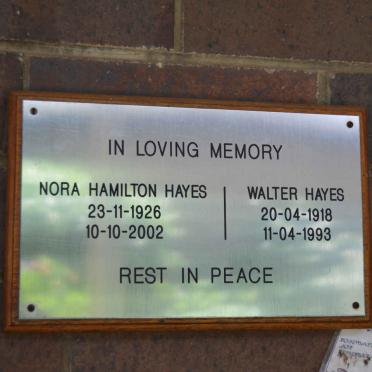 IN LOVING MEMORY
NORA HAMILTON HAYES
23-11-1926
10-10-2002
WALTER HAYES
20-04-1918
11-04-1993
REST IN PEACE